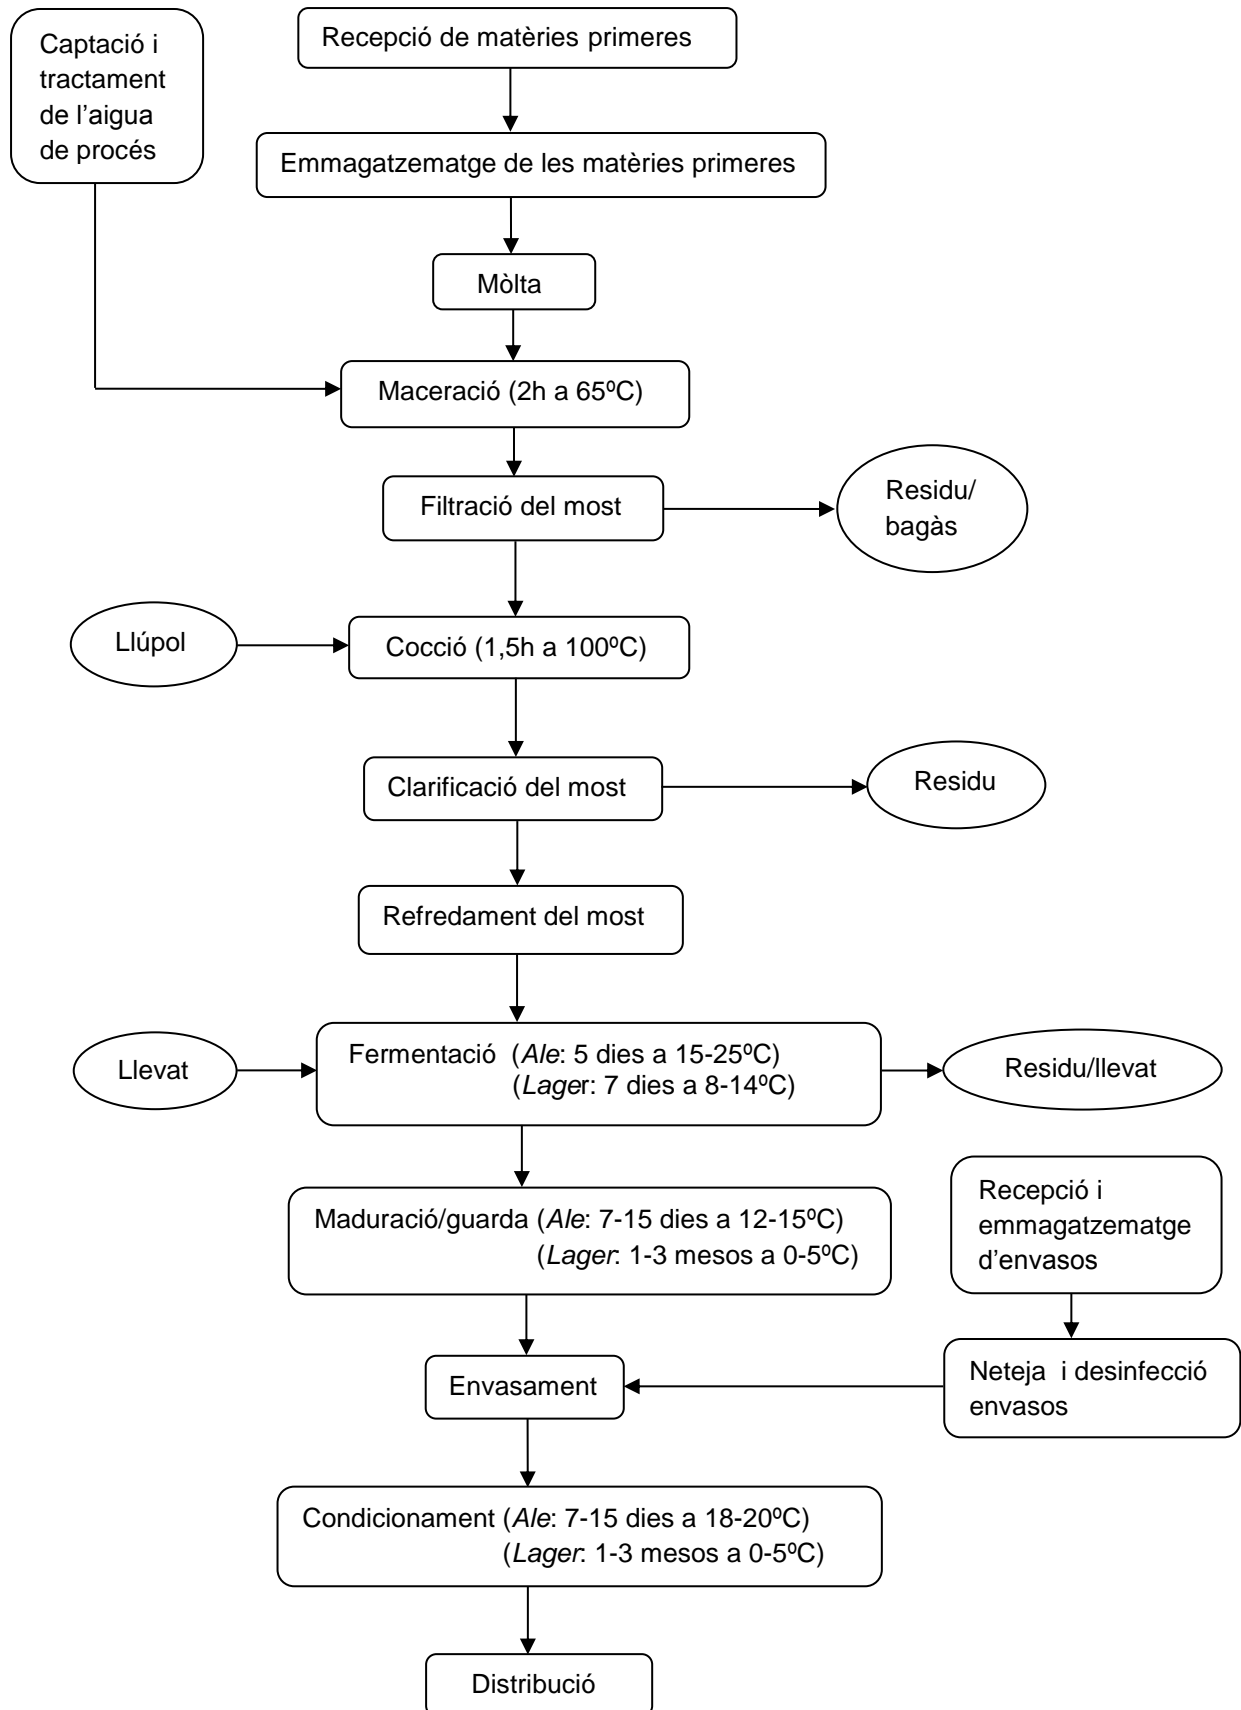 Captació i
tractament
de l’aigua
de procés
Recepció de matèries primeres
Emmagatzematge de les matèries primeres
Mòlta
Maceració (2h a 65ºC)
Filtració del most
Residu/
bagàs
Llúpol
Cocció (1,5h a 100ºC)
Clarificació del most
Residu
Refredament del most
Llevat
Fermentació (Ale: 5 dies a 15-25ºC)
(Lager: 7 dies a 8-14ºC)
Residu/llevat
Maduració/guarda (Ale: 7-15 dies a 12-15ºC)
(Lager: 1-3 mesos a 0-5ºC)
Recepció i
emmagatzematge
d’envasos
Neteja i desinfecció
envasos
Envasament
Condicionament (Ale: 7-15 dies a 18-20ºC)
(Lager: 1-3 mesos a 0-5ºC)
Distribució